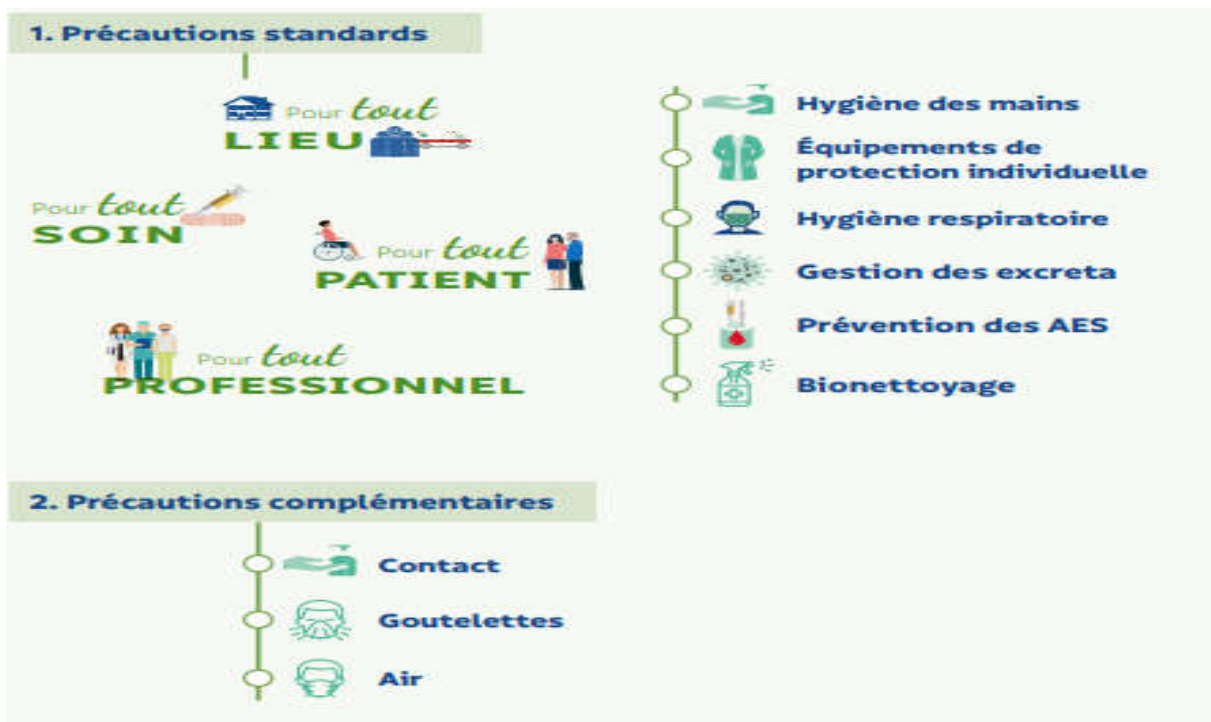 1. Précautions standards
Pour tout
LIEU
Pour tout
SOIN
Pour tout
PATIENT
Pour tout
PROFESSIONNEL
Hygiène des mains
Équipements de
protection individuelle
Hygiène respiratoire
Gestion des excreta
Prévention des AES
Bionettoyage
2. Précautions complémentaires
Contact
Goutelettes
Air